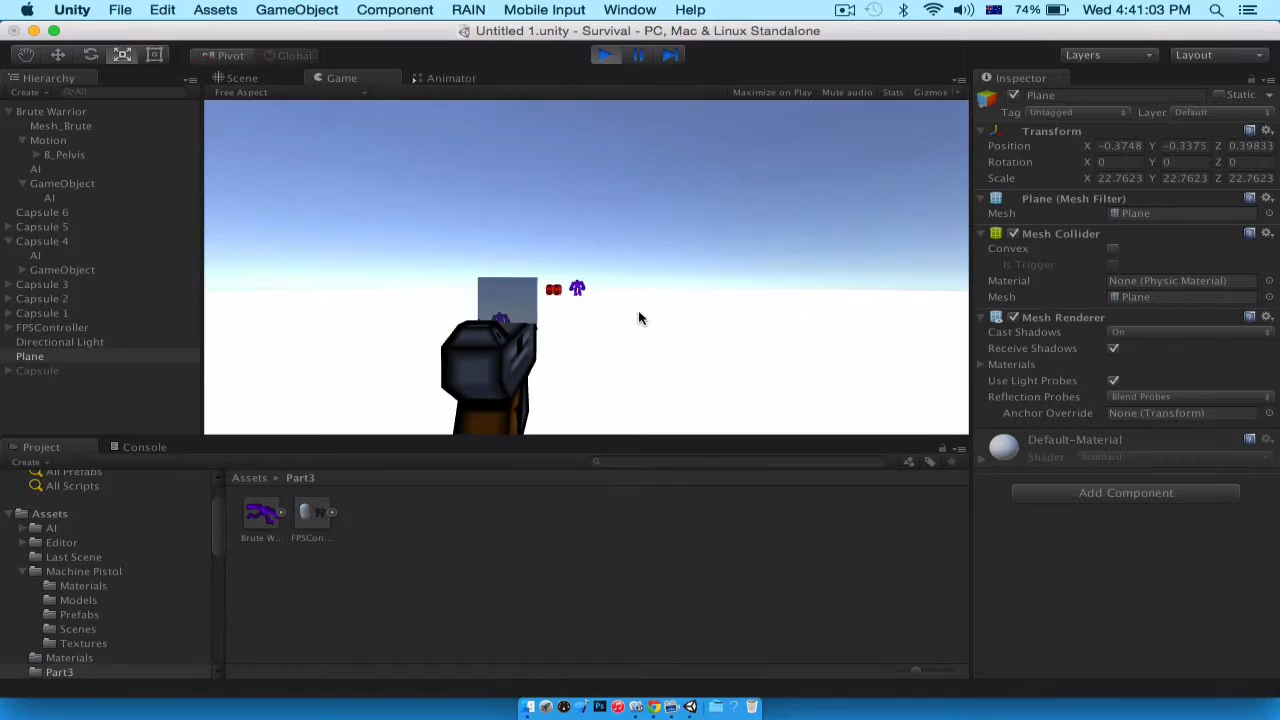 Unity File Edit Assets GameObject Component RAIN Mobile Input Window Help 74% Wed 4:41:03 PM
Untitled 1.unity - Survival - PC, Mac & Linux Standalone
Pivot Global Layers Layout
Hierarchy Scene Game Animator Inspector
Create All Free Aspect Maximize on Play Mute audio Stats Gizmos Plane Static
Tag Untagged Layer Default
Brute Warrior
Mesh_Brute
Motion
B_Pelvis
AI
GameObject
AI
Capsule 6
Capsule 5
Capsule 4
AI
GameObject
Capsule 3
Capsule 2
Capsule 1
FPSController
Directional Light
Plane
Capsule
Transform
Position X -0.3748 Y -0.3375 Z 0.39833
Rotation X 0 Y 0 Z 0
Scale X 22.7623 Y 22.7623 Z 22.7623
Plane (Mesh Filter)
Mesh Plane
Mesh Collider
Convex
Is Trigger
Material None (Physic Material)
Mesh Plane
Mesh Renderer
Cast Shadows On
Receive Shadows
Materials
Use Light Probes
Reflection Probes Blend Probes
Anchor Override None (Transform)
Default-Material
Shader Standard
Add Component
Project Console
Create
All Prefabs
All Scripts
Assets
AI
Editor
Last Scene
Machine Pistol
Materials
Models
Prefabs
Scenes
Textures
Materials
Part3
Assets Part3
Brute W... FPSCon...